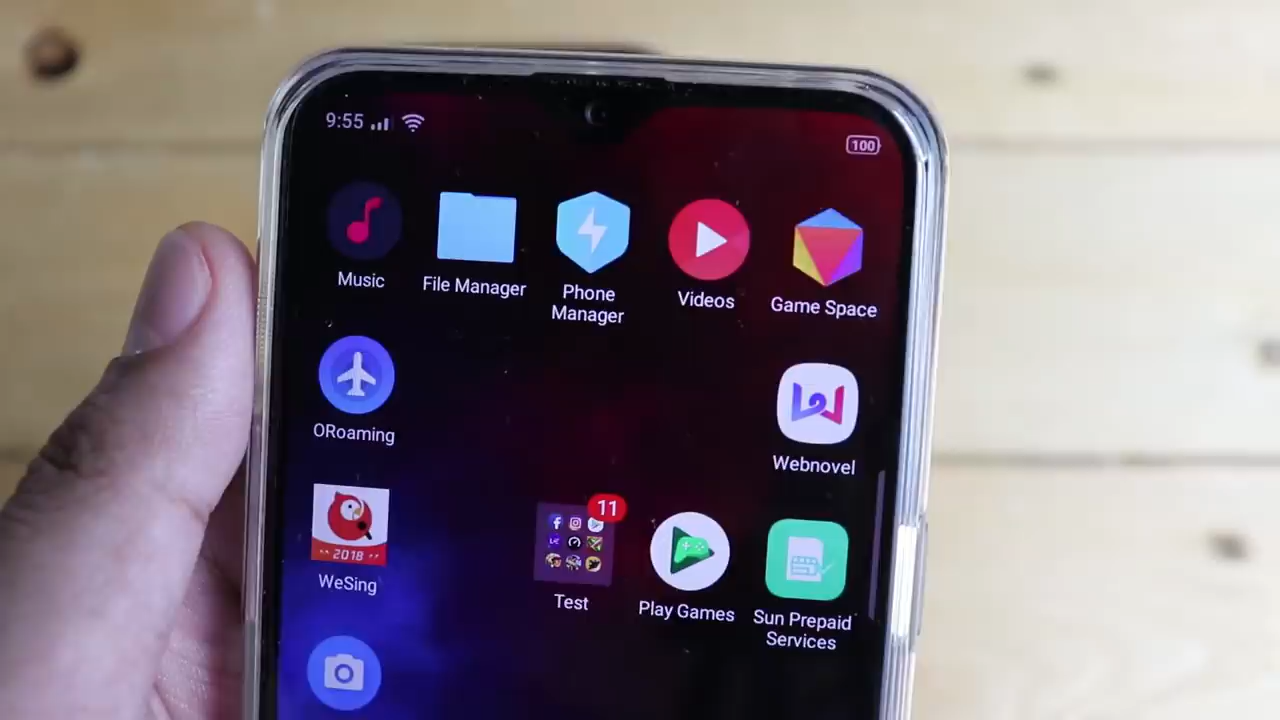 9:55
100
Music
File Manager
Phone
Manager
Videos
Game Space
ORoaming
Webnovel
2018
WeSing
11
Test
Play Games
Sun Prepaid
Services